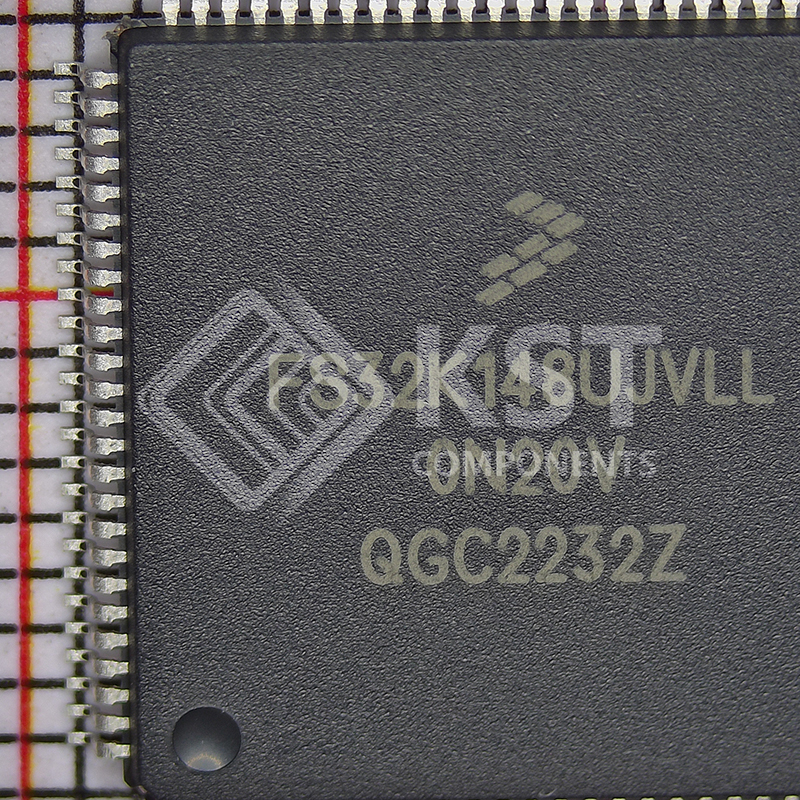 FS32K148UJVLL
0N20V
QGC2232Z
KST
COMPONENTS